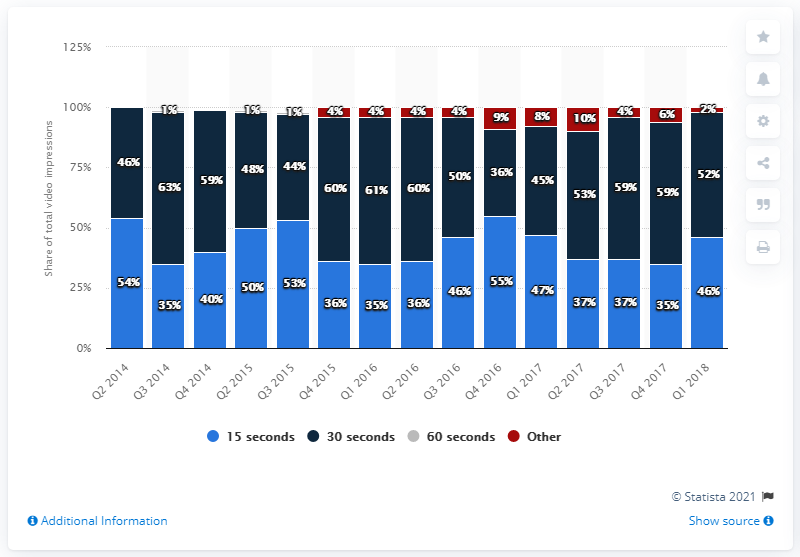 125%
100%
75%
50%
25%
0%
Share of total video impressions
1% 1% 1% 4% 4% 4% 4% 9% 8% 10% 4% 6% 2%
46% 63% 59% 48% 44% 60% 61% 60% 50% 36% 45% 53% 59% 59% 52%
54% 35% 40% 50% 53% 36% 35% 36% 46% 55% 47% 37% 37% 35% 46%
Q2 2014 Q3 2014 Q4 2014 Q2 2015 Q3 2015 Q4 2015 Q1 2016 Q2 2016 Q3 2016 Q4 2016 Q1 2017 Q2 2017 Q3 2017 Q4 2017 Q1 2018
15 seconds 30 seconds 60 seconds Other
© Statista 2021
Additional Information Show source